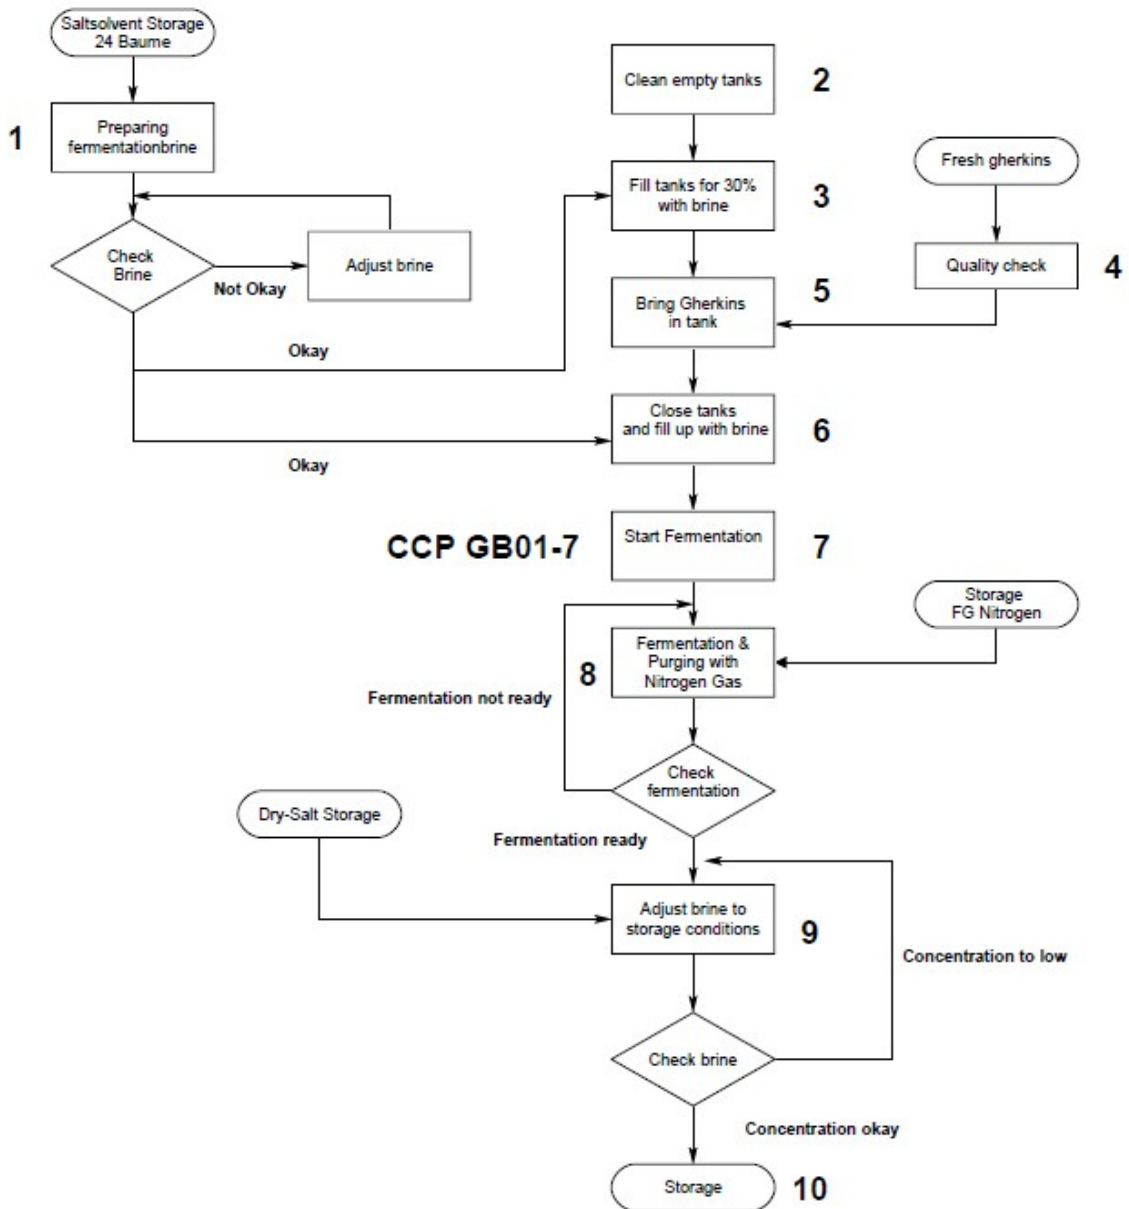 Saltsolvent Storage
24 Baume
1
Preparing
fermentationbrine
Check
Brine
Not Okay
Adjust brine
Okay
Okay
Clean empty tanks
2
Fill tanks for 30%
with brine
3
Fresh gherkins
Quality check
4
Bring Gherkins
in tank
5
Close tanks
and fill up with brine
6
CCP GB01-7
Start Fermentation
7
Storage
FG Nitrogen
Fermentation &
Purging with
Nitrogen Gas
8
Fermentation not ready
Check
fermentation
Dry-Salt Storage
Fermentation ready
Adjust brine to
storage conditions
9
Concentration to low
Check brine
Concentration okay
Storage
10